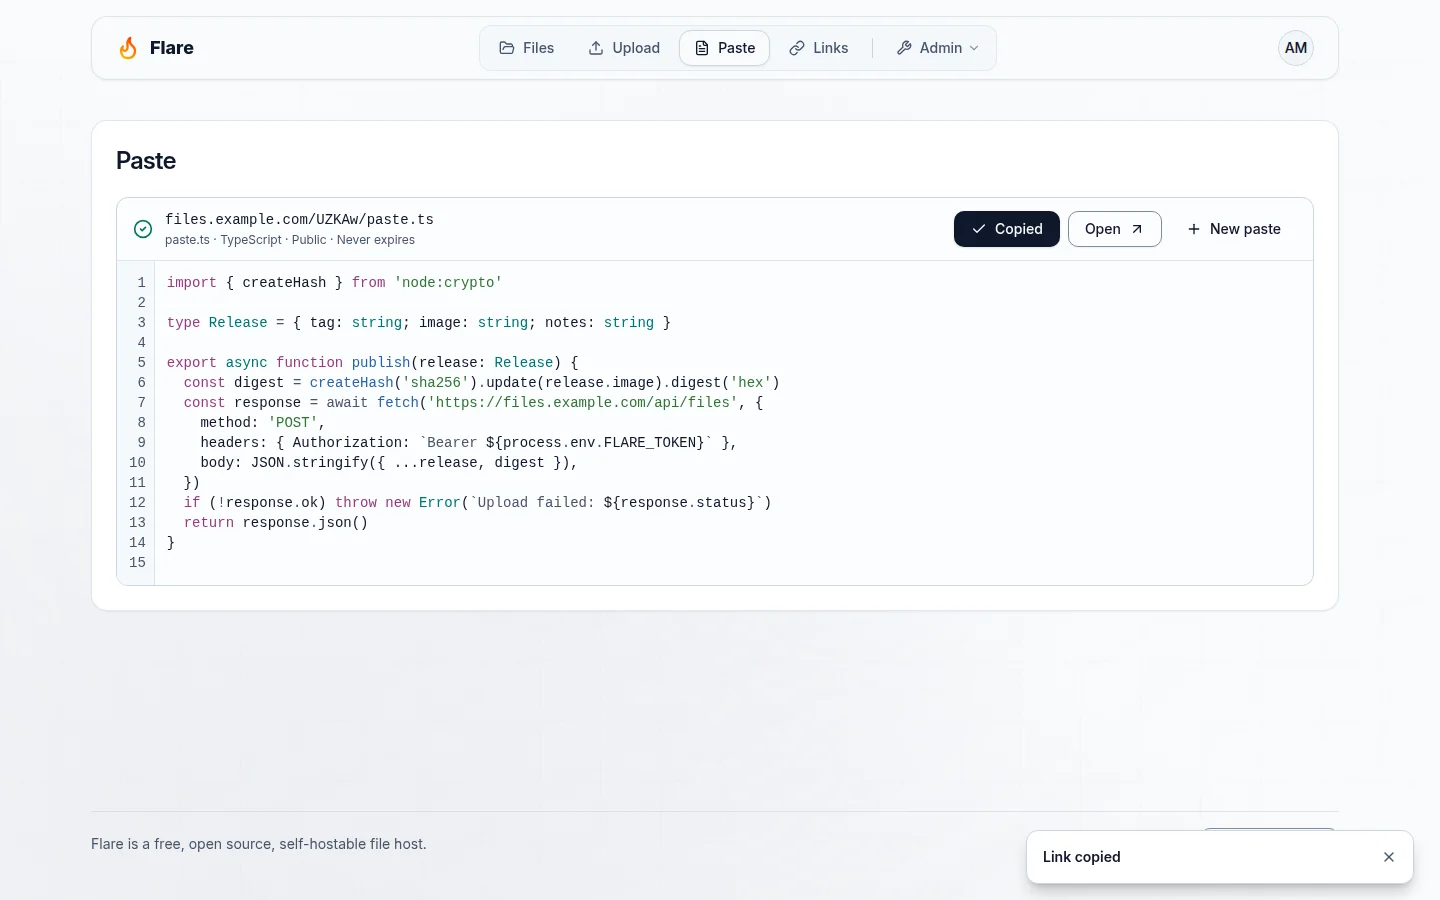 Flare
Files
Upload
Paste
Links
Admin
AM
Paste
files.example.com/UZKAw/paste.ts
paste.ts · TypeScript · Public · Never expires
Copied
Open
New paste
1 import { createHash } from 'node:crypto'
2
3 type Release = { tag: string; image: string; notes: string }
4
5 export async function publish(release: Release) {
6   const digest = createHash('sha256').update(release.image).digest('hex')
7   const response = await fetch('https://files.example.com/api/files', {
8     method: 'POST',
9     headers: { Authorization: `Bearer ${process.env.FLARE_TOKEN}` },
10     body: JSON.stringify({ ...release, digest }),
11   })
12   if (!response.ok) throw new Error(`Upload failed: ${response.status}`)
13   return response.json()
14 }
15
Flare is a free, open source, self-hostable file host.
Link copied